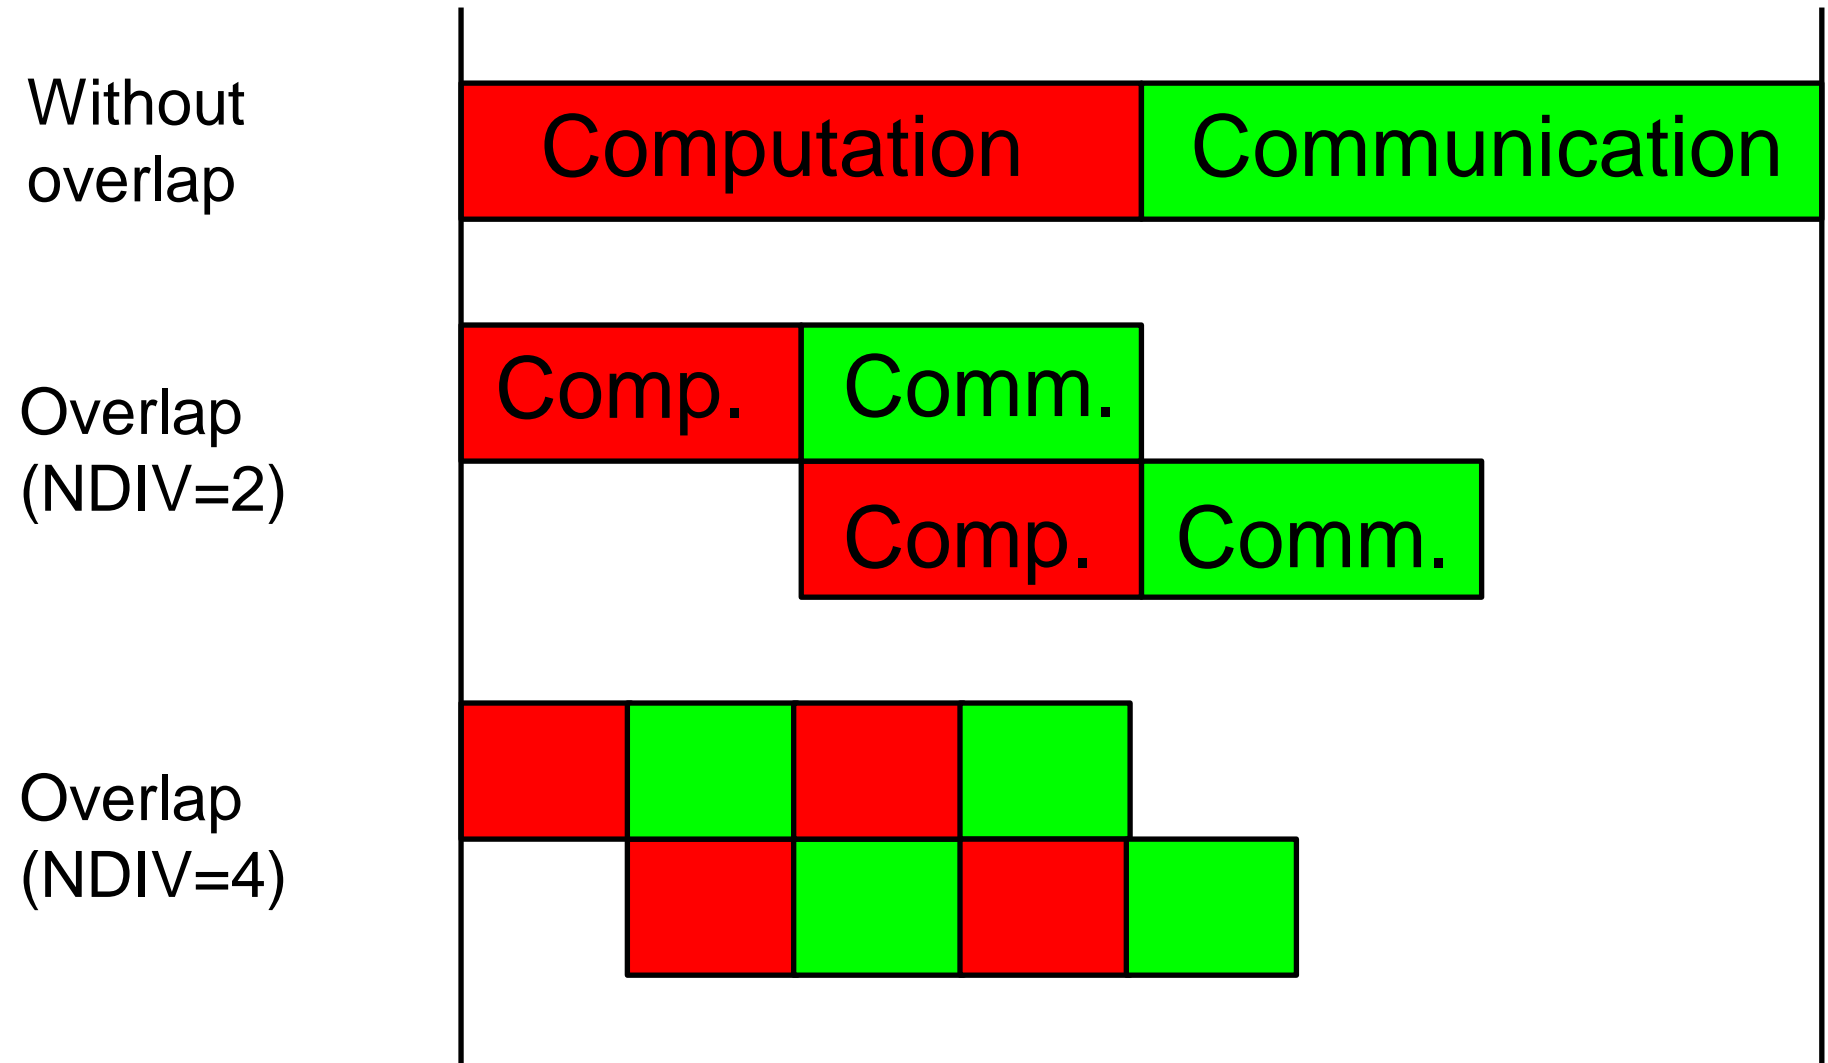 Without
overlap
Computation
Communication
Overlap
(NDIV=2)
Comp.
Comm.
Comp.
Comm.
Overlap
(NDIV=4)